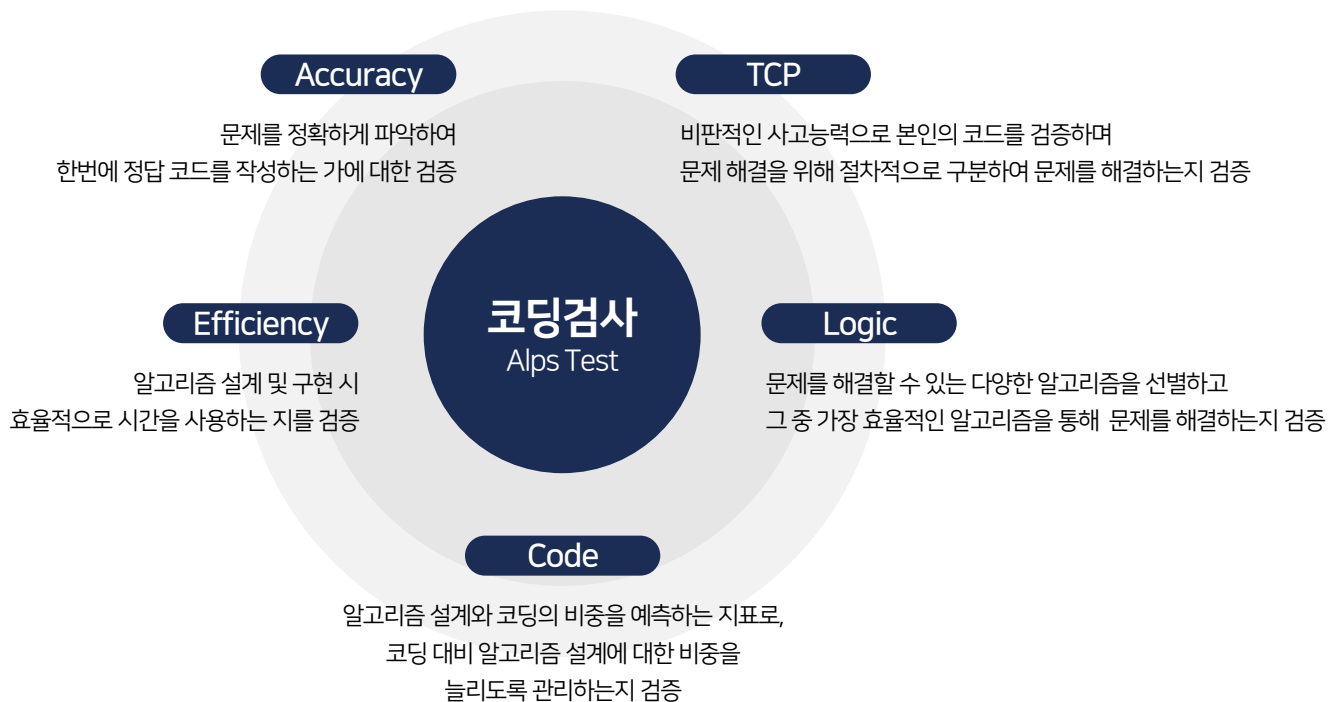 Accuracy
문제를 정확하게 파악하여
한번에 정답 코드를 작성하는 가에 대한 검증
TCP
비판적인 사고능력으로 본인의 코드를 검증하며
문제 해결을 위해 절차적으로 구분하여 문제를 해결하는지 검증
코딩검사
Alps Test
Efficiency
알고리즘 설계 및 구현 시
효율적으로 시간을 사용하는 지를 검증
Logic
문제를 해결할 수 있는 다양한 알고리즘을 선별하고
그 중 가장 효율적인 알고리즘을 통해 문제를 해결하는지 검증
Code
알고리즘 설계와 코딩의 비중을 예측하는 지표로,
코딩 대비 알고리즘 설계에 대한 비중을
늘리도록 관리하는지 검증